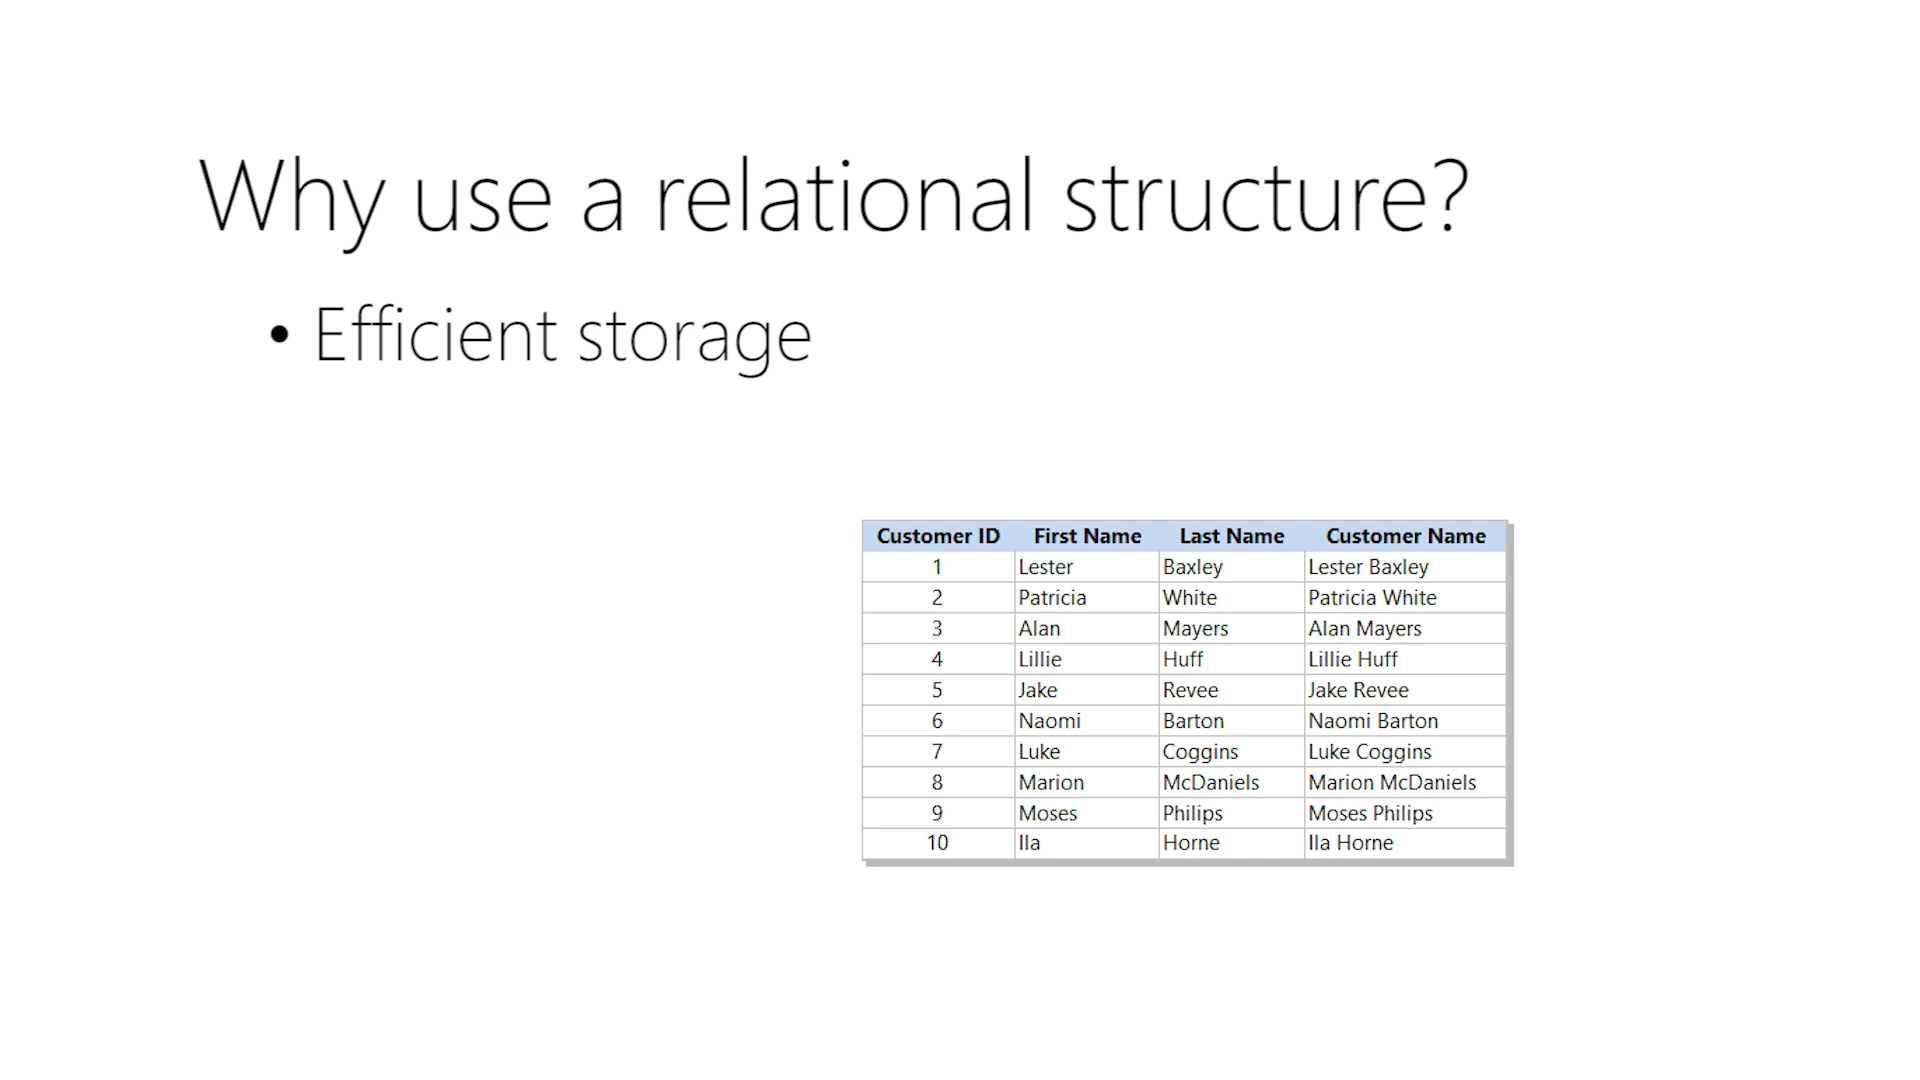 Why use a relational structure?
• Efficient storage
Customer ID First Name Last Name Customer Name
1 Lester Baxley Lester Baxley
2 Patricia White Patricia White
3 Alan Mayers Alan Mayers
4 Lillie Huff Lillie Huff
5 Jake Revee Jake Revee
6 Naomi Barton Naomi Barton
7 Luke Coggins Luke Coggins
8 Marion McDaniels Marion McDaniels
9 Moses Philips Moses Philips
10 Ila Horne Ila Horne